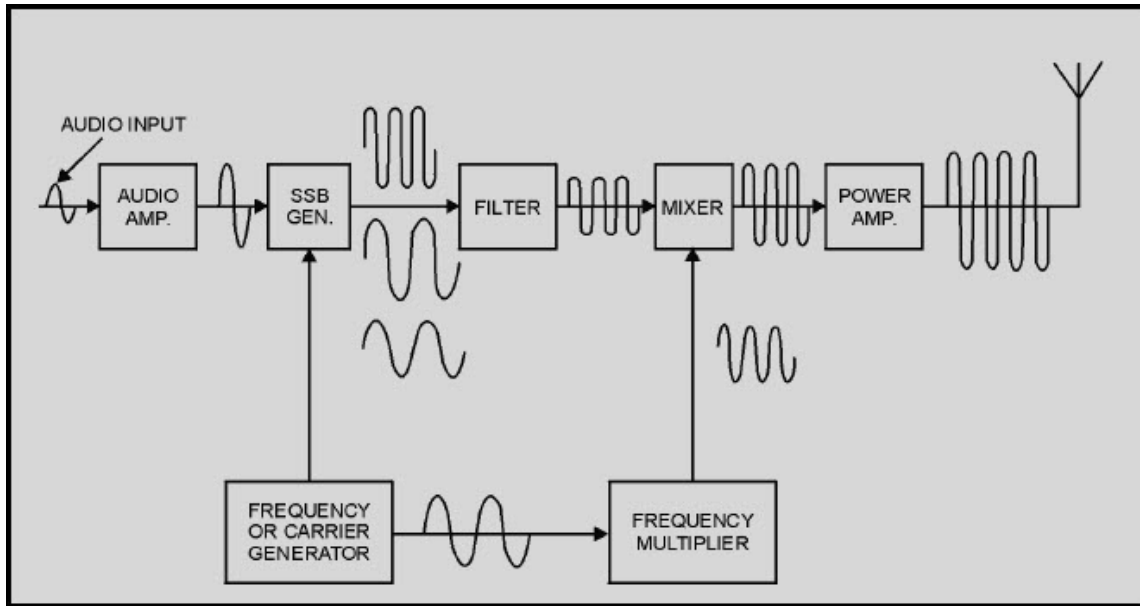 AUDIO INPUT
AUDIO
AMP.
SSB
GEN.
FILTER
MIXER
POWER
AMP.
FREQUENCY
OR CARRIER
GENERATOR
FREQUENCY
MULTIPLIER